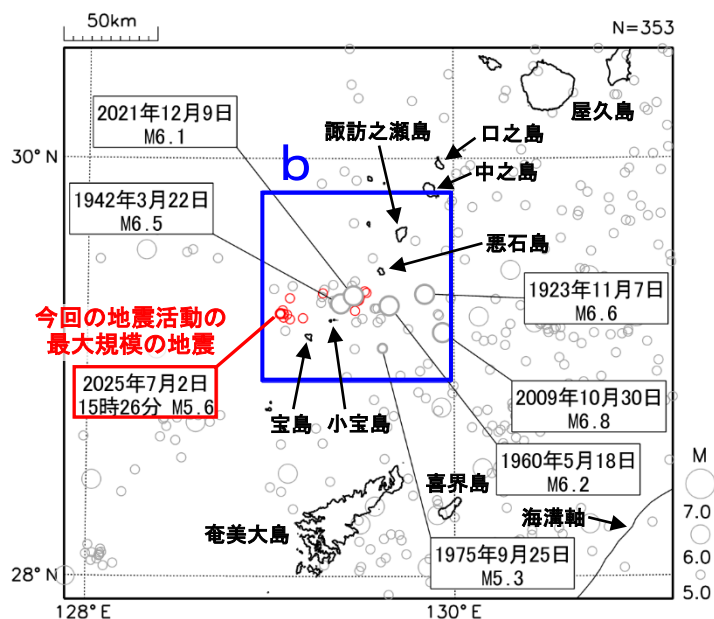 50km
N=353
2021年12月9日
M6.1
諏訪之瀬島
口之島
屋久島
30°N
b
中之島
1942年3月22日
M6.5
悪石島
今回の地震活動の
最大規模の地震
1923年11月7日
M6.6
2025年7月2日
15時26分 M5.6
宝島
小宝島
2009年10月30日
M6.8
1960年5月18日
M6.2
M
喜界島
海溝軸
7.0
奄美大島
1975年9月25日
M5.3
6.0
28°N
5.0
128°E
130°E